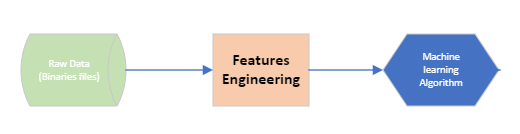 Raw Data
(Binaries files)
Features
Engineering
Machine
learning
Algorithm